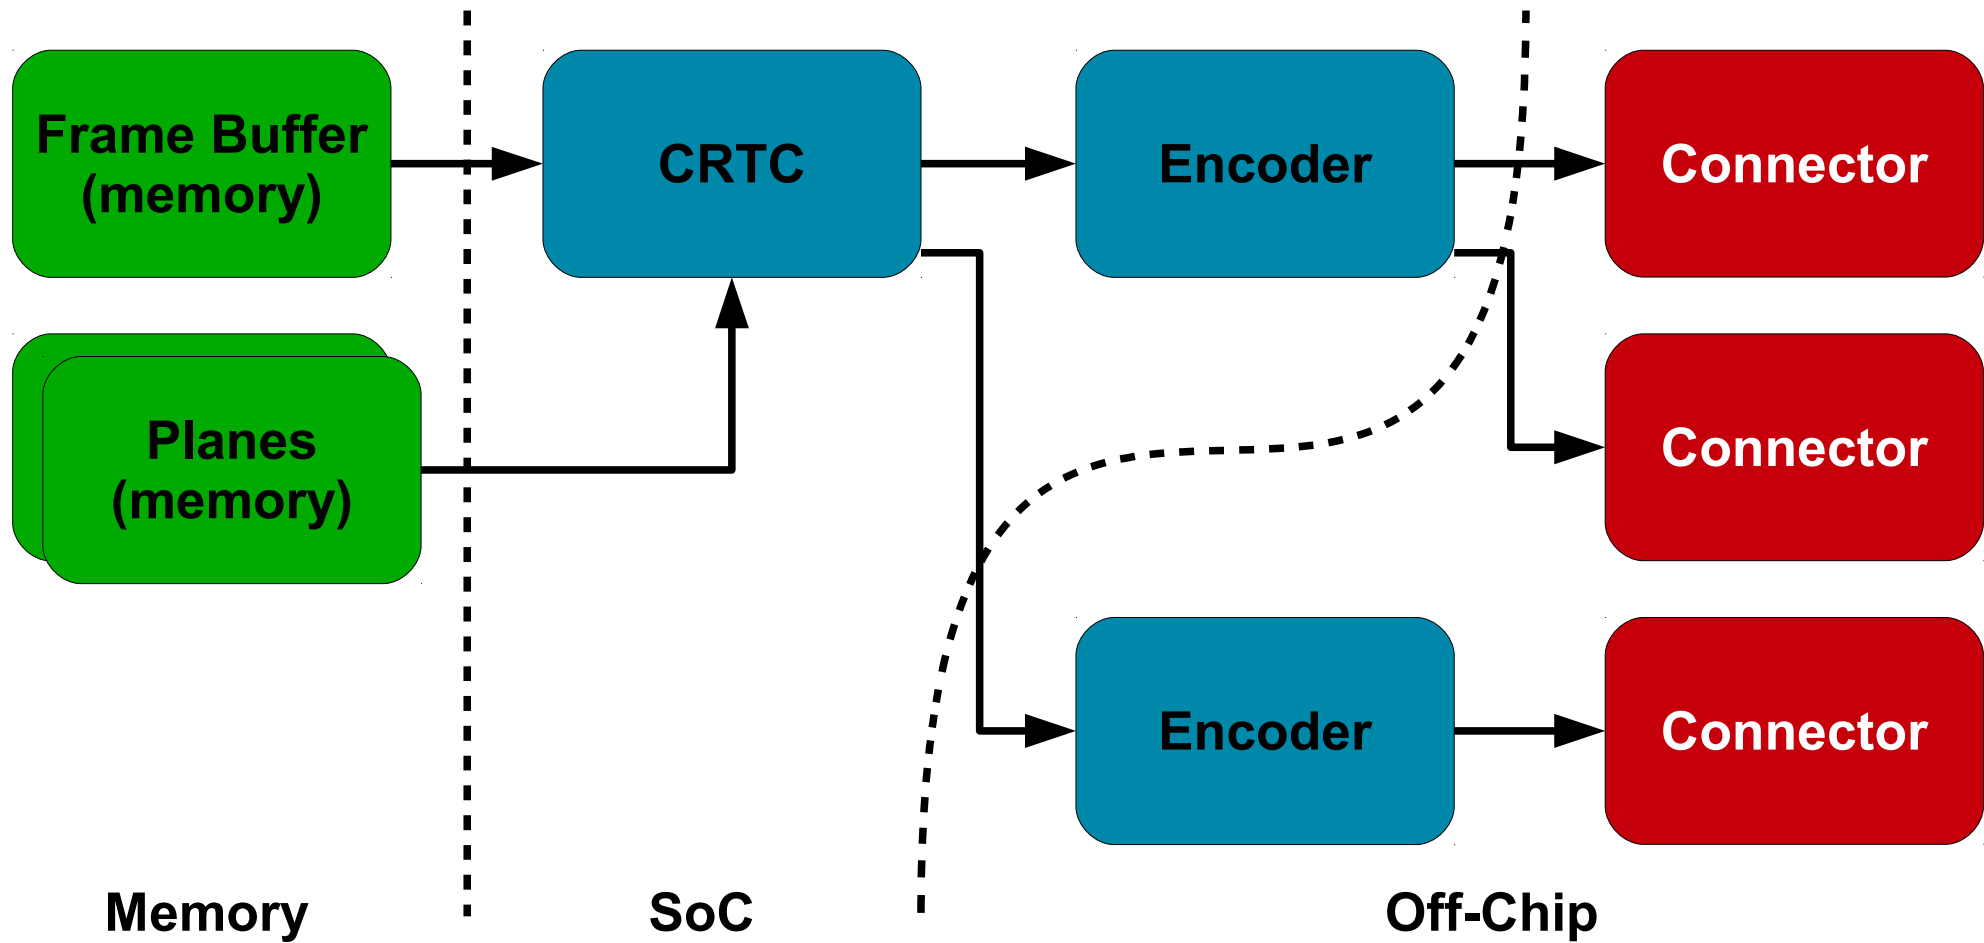 Frame Buffer
(memory)
CRTC
Encoder
Connector
Planes
(memory)
Connector
Encoder
Connector
Memory
SoC
Off-Chip